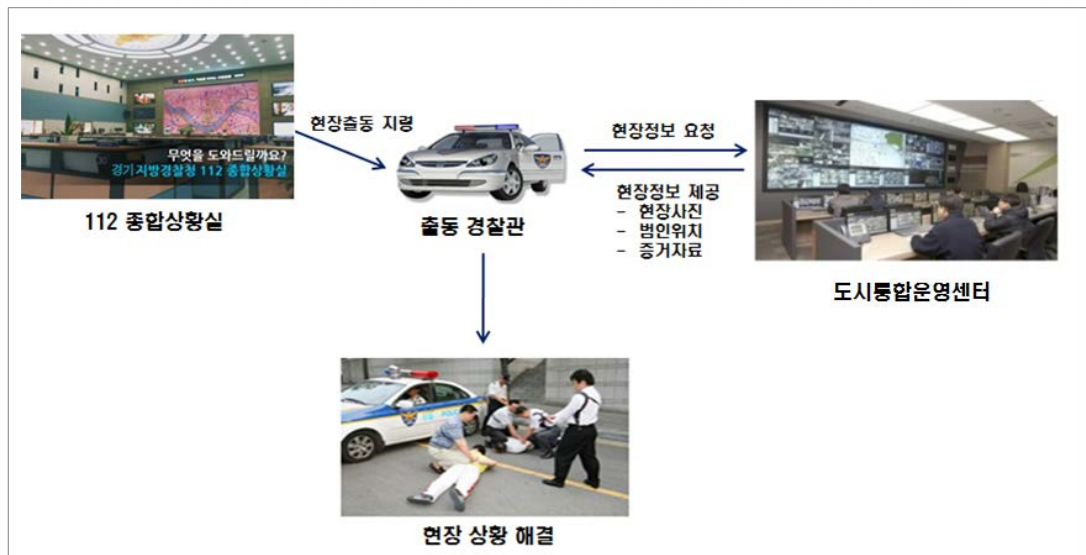 무엇을 도와드릴까요?
경기지방경찰청 112 종합상황실
112 종합상황실
현장출동 지령
출동 경찰관
현장정보 요청
현장정보 제공
- 현장사진
- 범인위치
- 증거자료
도시통합운영센터
현장 상황 해결